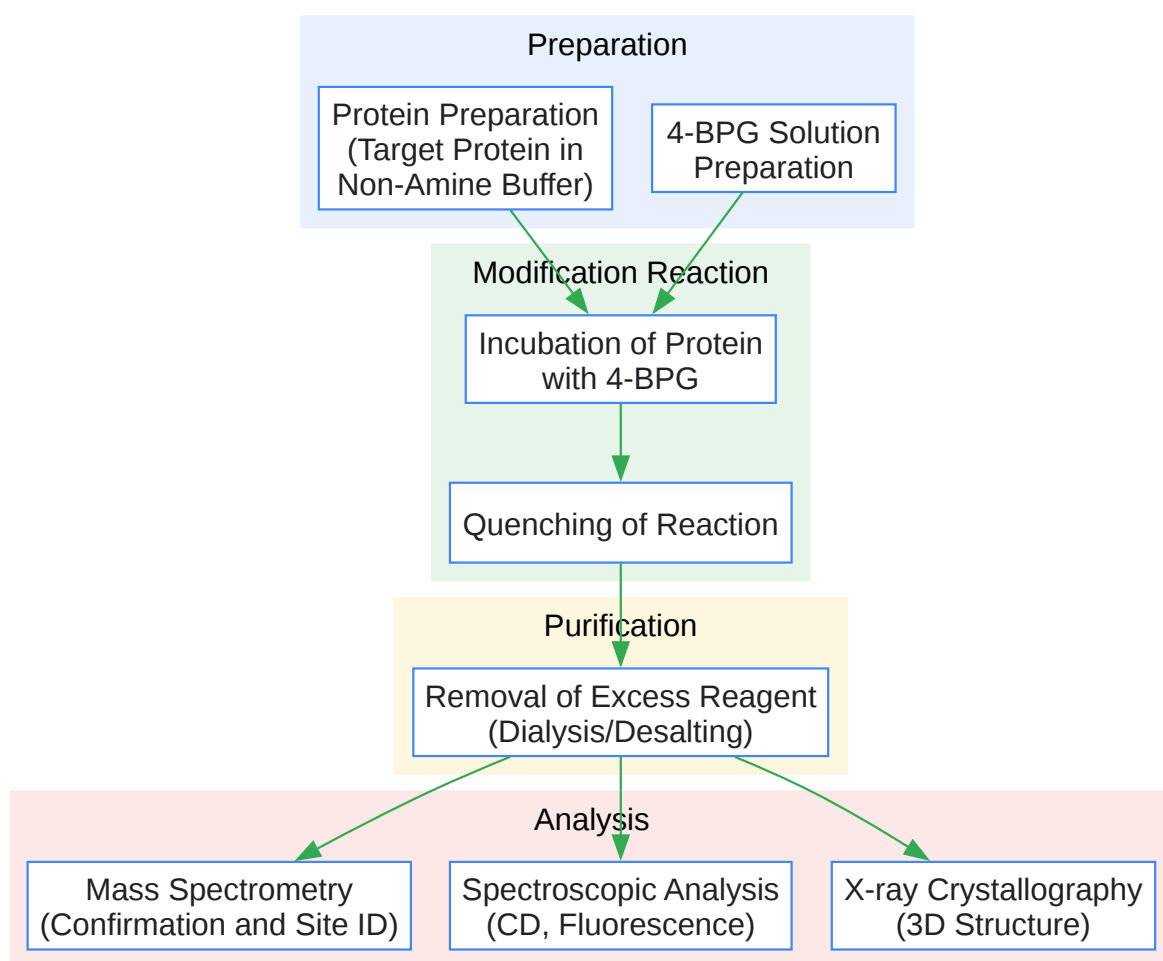 Preparation
Protein Preparation
(Target Protein in
Non-Amine Buffer)
4-BPG Solution
Preparation
Modification Reaction
Incubation of Protein
with 4-BPG
Quenching of Reaction
Purification
Removal of Excess Reagent
(Dialysis/Desalting)
Analysis
Mass Spectrometry
(Confirmation and Site ID)
Spectroscopic Analysis
(CD, Fluorescence)
X-ray Crystallography
(3D Structure)